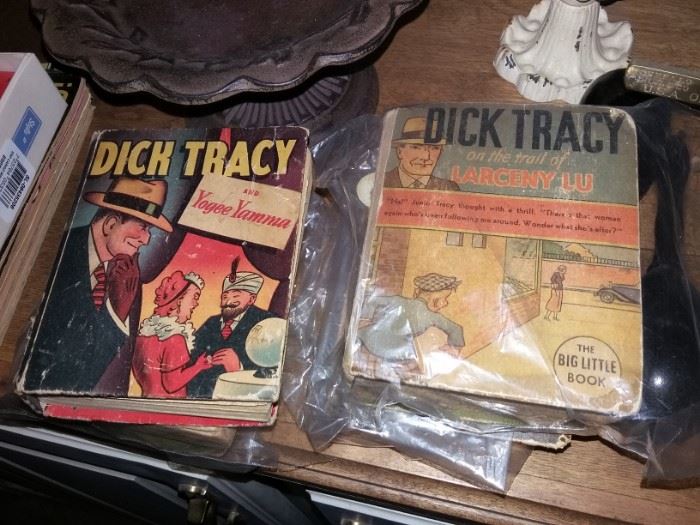 DICK TRACY
AND
Yogee Yamma
DICK TRACY
on the trail of
LARCENY LU
"Ha!" Junior Tracy thought with a thrill. "There's that woman
again who's been following me around. Wonder what she's after?"
THE
BIG LITTLE
BOOK